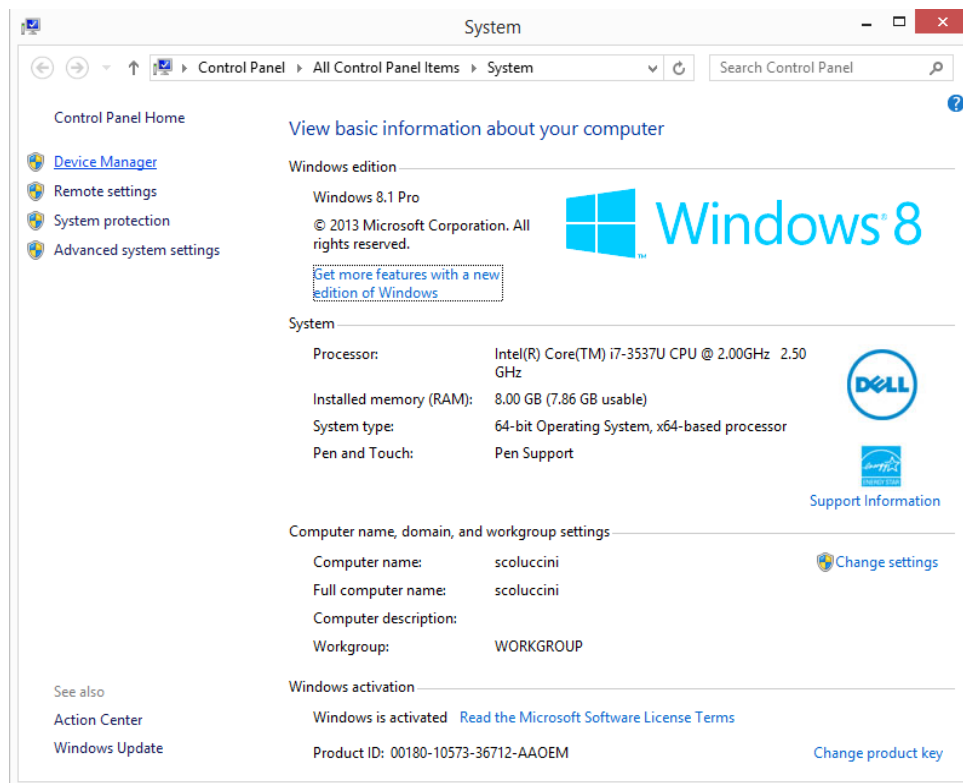 System
Control Panel All Control Panel Items System
Search Control Panel
Control Panel Home
Device Manager
Remote settings
System protection
Advanced system settings
View basic information about your computer
Windows edition
Windows 8.1 Pro
© 2013 Microsoft Corporation. All
rights reserved.
Get more features with a new
edition of Windows
Windows 8
System
Processor: Intel(R) Core(TM) i7-3537U CPU @ 2.00GHz 2.50
GHz
Installed memory (RAM): 8.00 GB (7.86 GB usable)
System type: 64-bit Operating System, x64-based processor
Pen and Touch: Pen Support
DELL
energy
ENERGY STAR
Support Information
Computer name, domain, and workgroup settings
Computer name: scoluccini
Change settings
Full computer name: scoluccini
Computer description:
Workgroup: WORKGROUP
Windows activation
Windows is activated Read the Microsoft Software License Terms
Product ID: 00180-10573-36712-AAOEM
Change product key
See also
Action Center
Windows Update